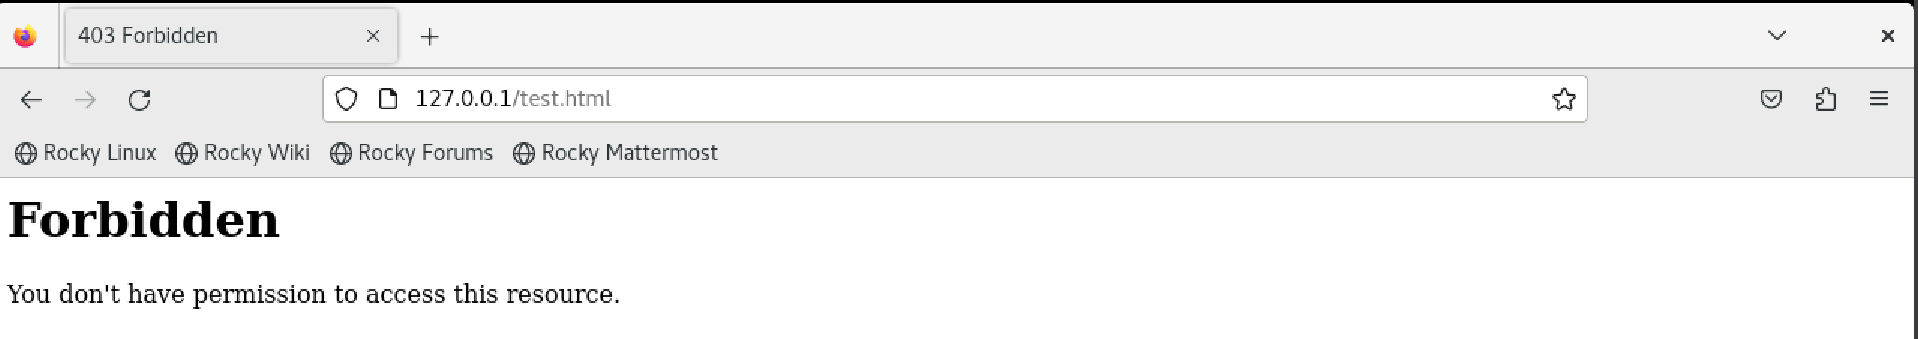 403 Forbidden
127.0.0.1/test.html
Rocky Linux Rocky Wiki Rocky Forums Rocky Mattermost
Forbidden
You don't have permission to access this resource.